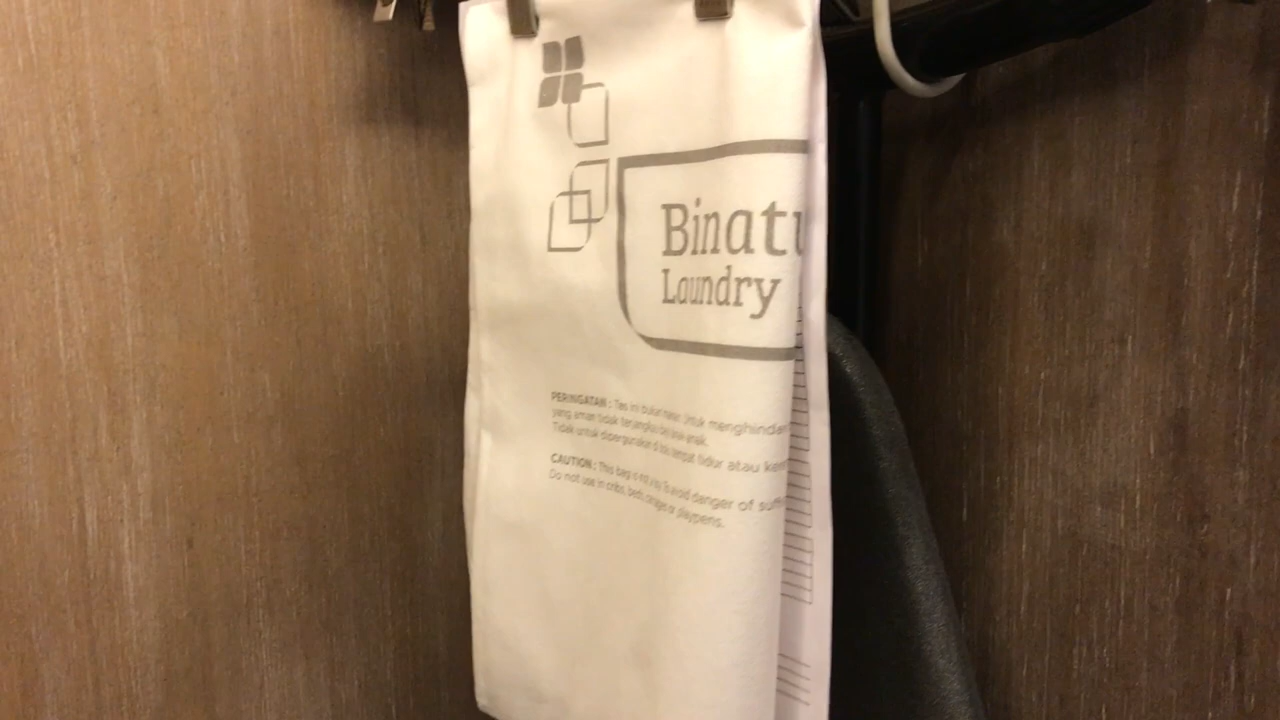 Binatu
Laundry
PERINGATAN : Tas ini bukan mainan. Untuk menghindari
yang aman tidak terjangkau oleh anak anak.
Tidak untuk dipergunakan di box tempat tidur atau
CAUTION : This bag is not a toy. To avoid danger of
Do not use in cribs, beds, carriages or playpens.